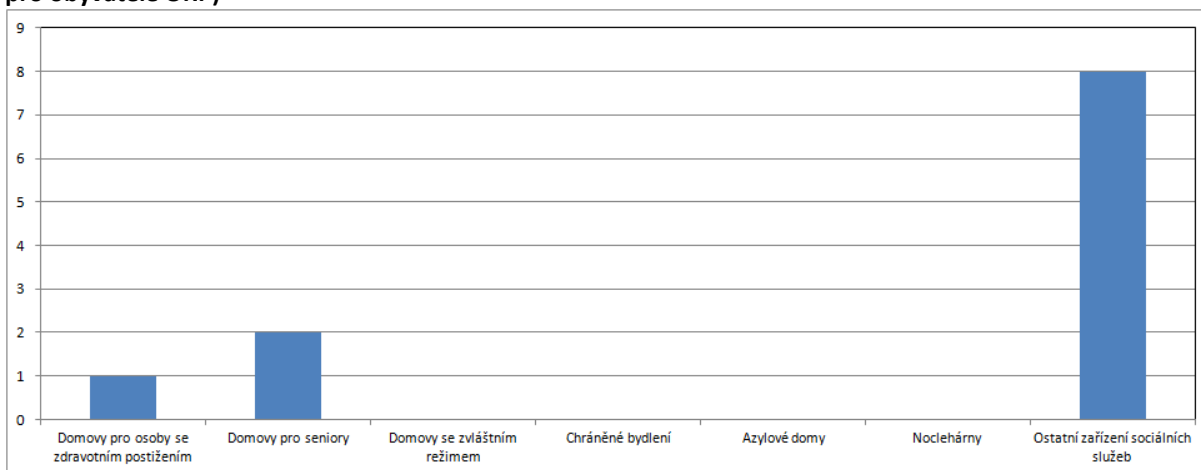 9
8
7
6
5
4
3
2
1
0
Domovy pro osoby se
zdravotním postižením
Domovy pro seniory
Domovy se zvláštním
režimem
Chráněné bydlení
Azylové domy
Noclehárny
Ostatní zařízení sociálních
služeb